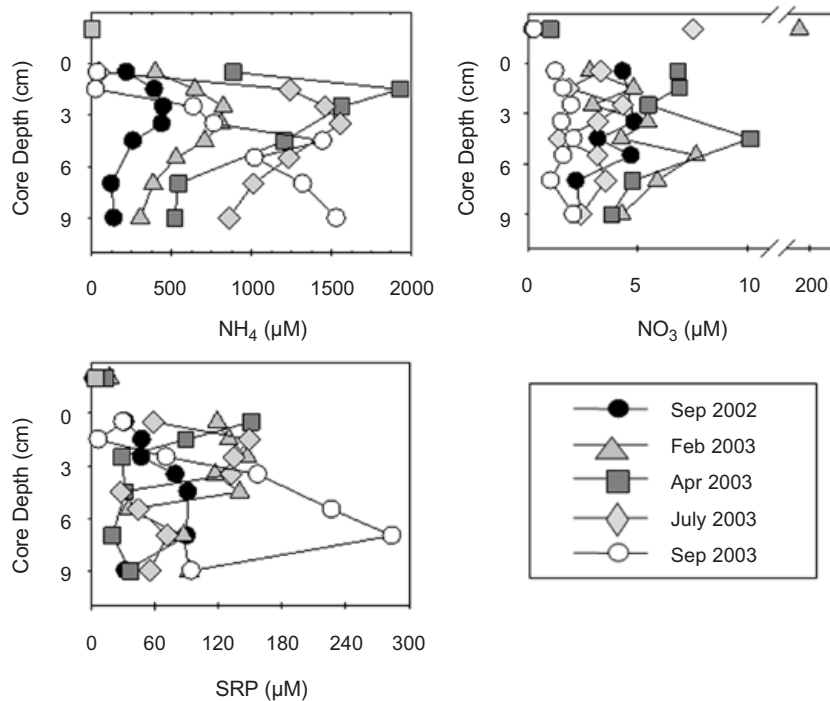 Core Depth (cm)
0
3
6
9
0 500 1000 1500 2000
NH₄ (µM)
Core Depth (cm)
0
3
6
9
0 5 10 200
NO₃ (µM)
Core Depth (cm)
0
3
6
9
0 60 120 180 240 300
SRP (µM)
Sep 2002
Feb 2003
Apr 2003
July 2003
Sep 2003